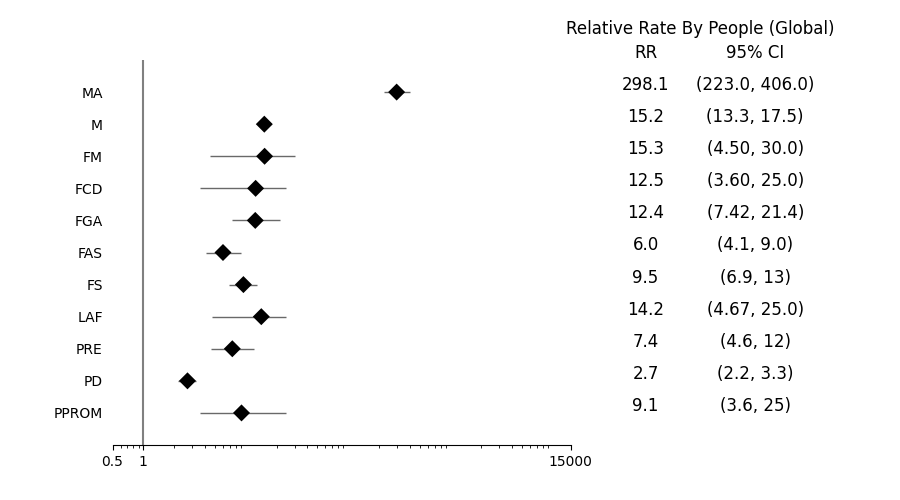 Relative Rate By People (Global)
RR 95% CI
MA 298.1 (223.0, 406.0)
M 15.2 (13.3, 17.5)
FM 15.3 (4.50, 30.0)
FCD 12.5 (3.60, 25.0)
FGA 12.4 (7.42, 21.4)
FAS 6.0 (4.1, 9.0)
FS 9.5 (6.9, 13)
LAF 14.2 (4.67, 25.0)
PRE 7.4 (4.6, 12)
PD 2.7 (2.2, 3.3)
PPROM 9.1 (3.6, 25)
0.5 1 15000